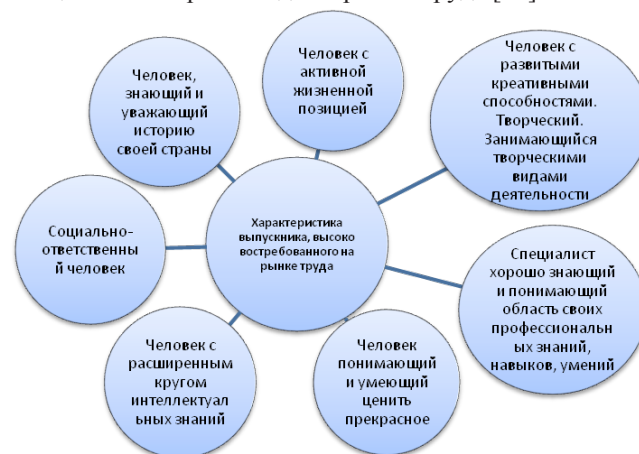 Человек с
активной
жизненной
позицией
Человек с
развитыми
креативными
способностями.
Творческий.
Занимающийся
творческими
видами
деятельности
Человек,
знающий и
уважающий
историю
своей страны
Характеристика
выпускника, высоко
востребованного на
рынке труда
Социально-
ответственны
й человек
Специалист
хорошо знающий
и понимающий
область своих
профессиональн
ых знаний,
навыков, умений
Человек с
расширенным
кругом
интеллектуал
ьных знаний
Человек
понимающий
и умеющий
ценить
прекрасное